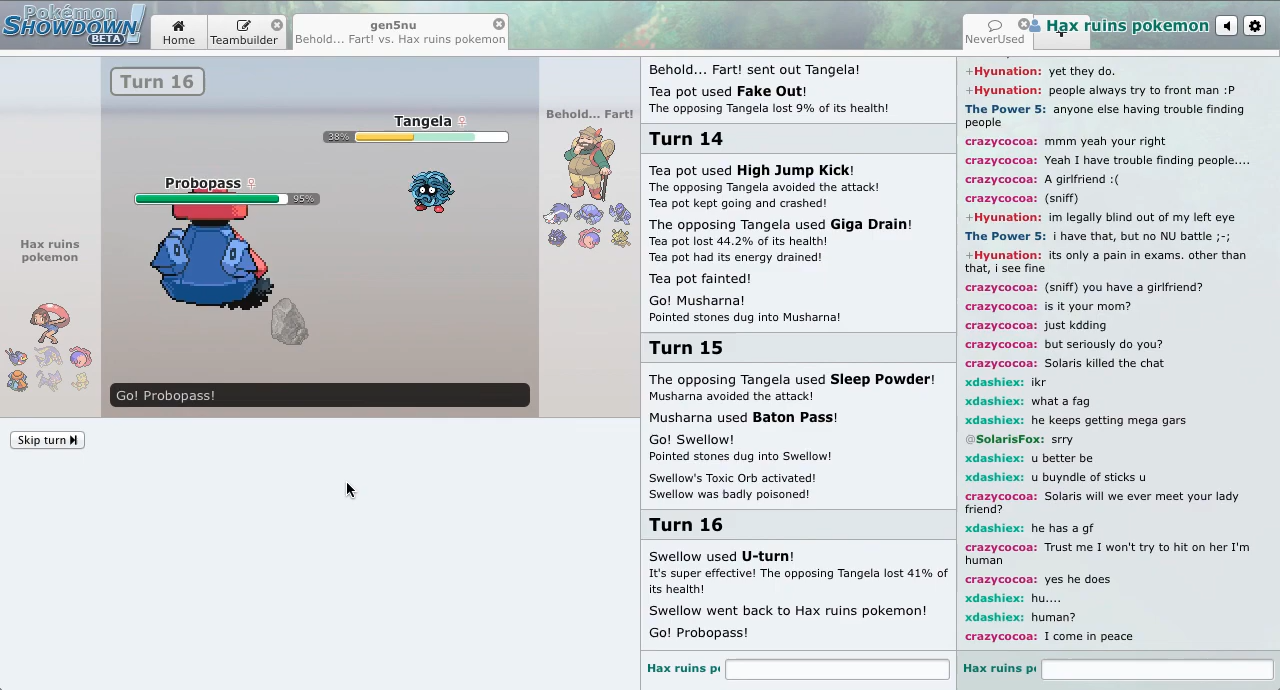 Pokémon
SHOWDOWN!
BETA
Home
Teambuilder
gen5nu
Behold... Fart! vs. Hax ruins pokemon
NeverUsed
Hax ruins pokemon
Turn 16
Tangela ♀
38%
Probopass ♀
95%
Hax ruins
pokemon
Behold... Fart!
Go! Probopass!
Skip turn
Behold... Fart! sent out Tangela!
Tea pot used Fake Out!
The opposing Tangela lost 9% of its health!
Turn 14
Tea pot used High Jump Kick!
The opposing Tangela avoided the attack!
Tea pot kept going and crashed!
The opposing Tangela used Giga Drain!
Tea pot lost 44.2% of its health!
Tea pot had its energy drained!
Tea pot fainted!
Go! Musharna!
Pointed stones dug into Musharna!
Turn 15
The opposing Tangela used Sleep Powder!
Musharna avoided the attack!
Musharna used Baton Pass!
Go! Swellow!
Pointed stones dug into Swellow!
Swellow's Toxic Orb activated!
Swellow was badly poisoned!
Turn 16
Swellow used U-turn!
It's super effective! The opposing Tangela lost 41% of
its health!
Swellow went back to Hax ruins pokemon!
Go! Probopass!
Hax ruins p
+Hyunation: yet they do.
+Hyunation: people always try to front man :P
The Power 5: anyone else having trouble finding
people
crazycocoa: mmm yeah your right
crazycocoa: Yeah I have trouble finding people....
crazycocoa: A girlfriend :(
crazycocoa: (sniff)
+Hyunation: im legally blind out of my left eye
The Power 5: i have that, but no NU battle ;-;
+Hyunation: its only a pain in exams. other than
that, i see fine
crazycocoa: (sniff) you have a girlfriend?
crazycocoa: is it your mom?
crazycocoa: just kdding
crazycocoa: but seriously do you?
crazycocoa: Solaris killed the chat
xdashiex: ikr
xdashiex: what a fag
xdashiex: he keeps getting mega gars
@SolarisFox: srry
xdashiex: u better be
xdashiex: u buyndle of sticks u
crazycocoa: Solaris will we ever meet your lady
friend?
xdashiex: he has a gf
crazycocoa: Trust me I won't try to hit on her I'm
human
crazycocoa: yes he does
xdashiex: hu....
xdashiex: human?
crazycocoa: I come in peace
Hax ruins p